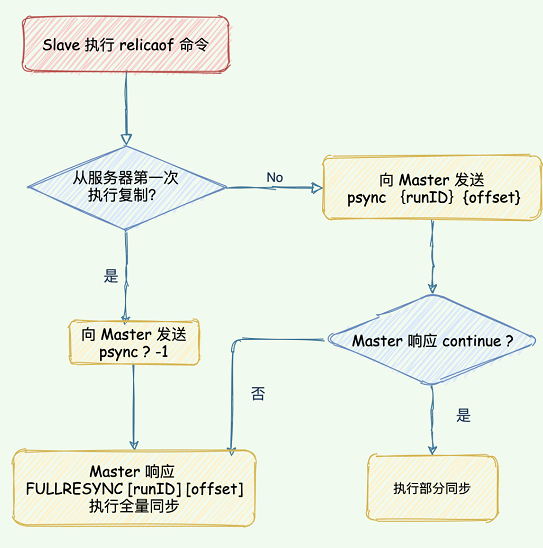 Slave 执行 relicaof 命令
从服务器第一次
执行复制?
No
向 Master 发送
psync {runID} {offset}
是
向 Master 发送
psync ? -1
Master 响应 continue ?
否
是
Master 响应
FULLRESYNC [runID] [offset]
执行全量同步
执行部分同步